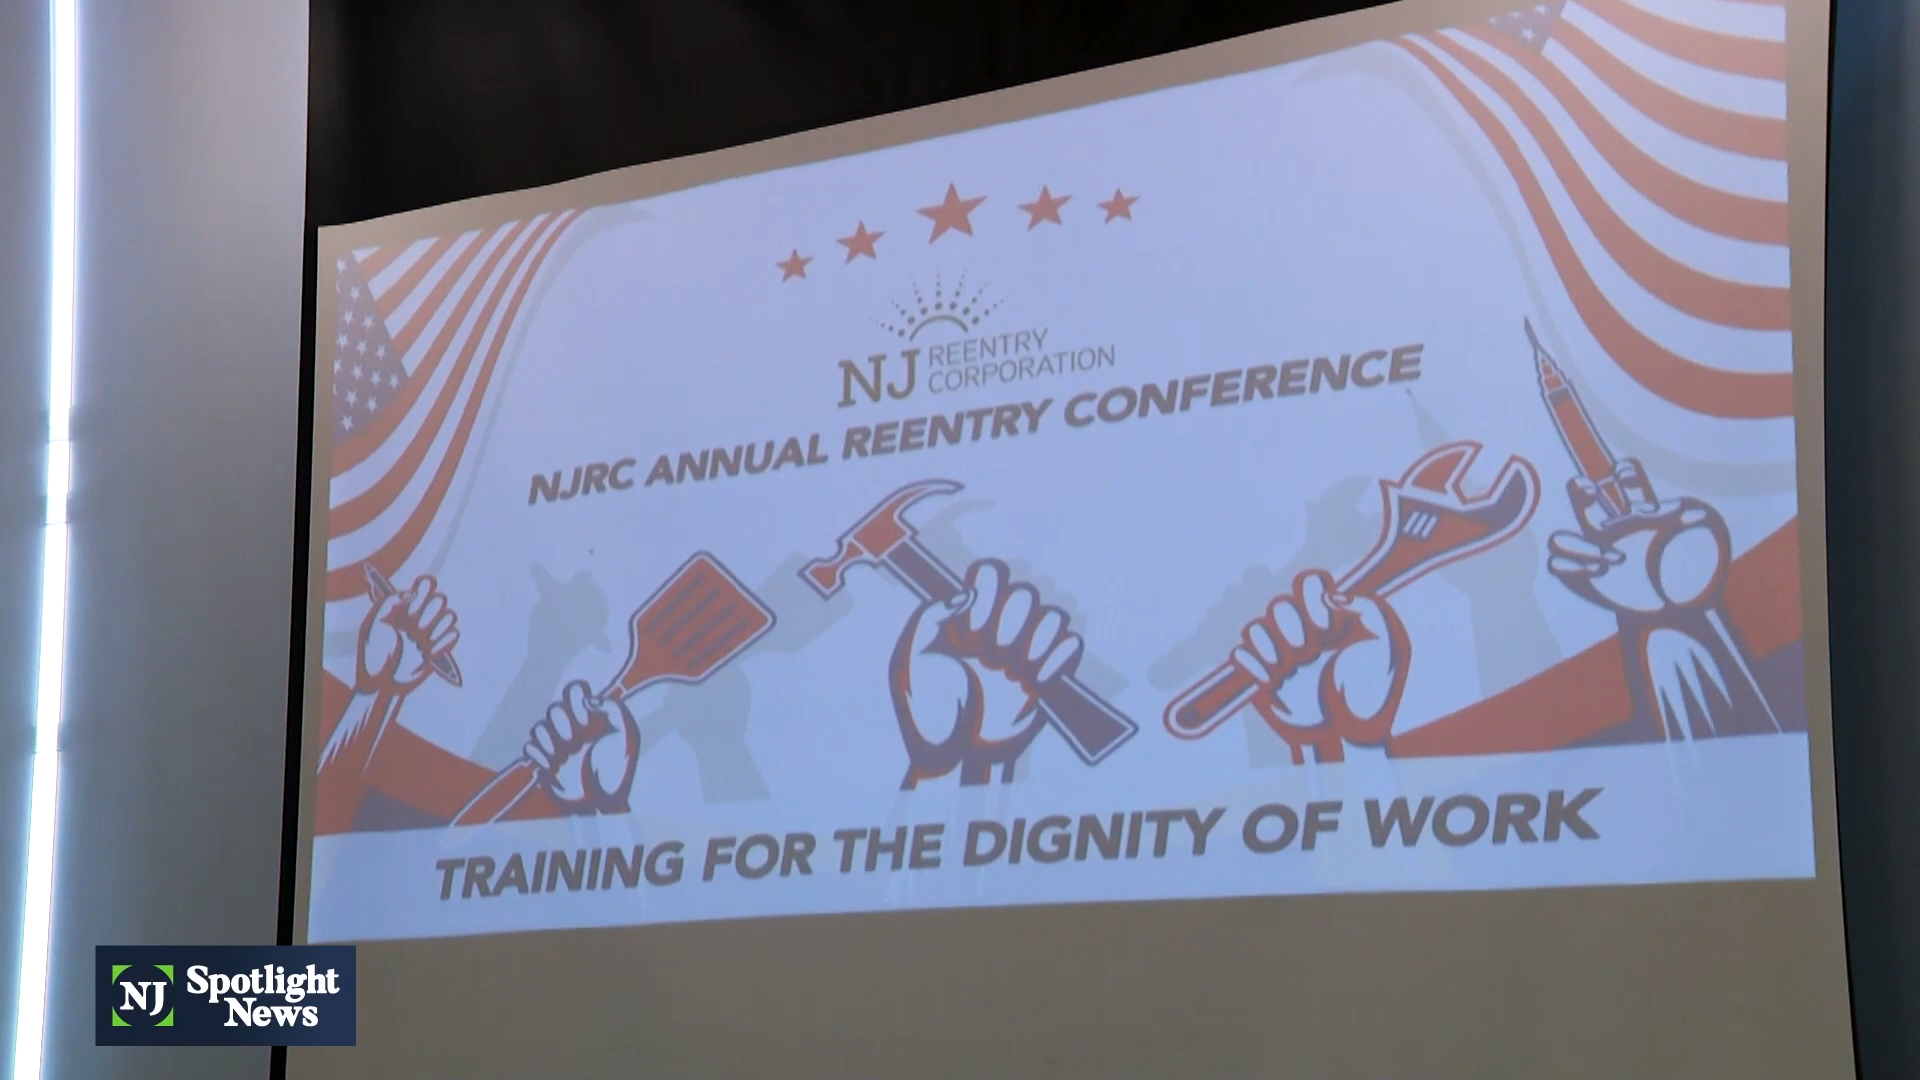 NJ REENTRY
CORPORATION
NJRC ANNUAL REENTRY CONFERENCE
TRAINING FOR THE DIGNITY OF WORK
NJ Spotlight
News